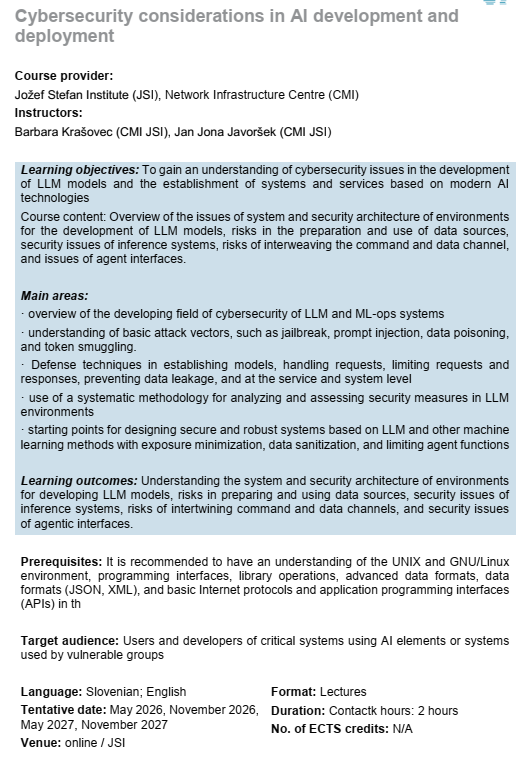 Cybersecurity considerations in AI development and
deployment
Course provider:
Jožef Stefan Institute (JSI), Network Infrastructure Centre (CMI)
Instructors:
Barbara Krašovec (CMI JSI), Jan Jona Javoršek (CMI JSI)
Learning objectives: To gain an understanding of cybersecurity issues in the development
of LLM models and the establishment of systems and services based on modern AI
technologies
Course content: Overview of the issues of system and security architecture of environments
for the development of LLM models, risks in the preparation and use of data sources,
security issues of inference systems, risks of interweaving the command and data channel,
and issues of agent interfaces.
Main areas:
· overview of the developing field of cybersecurity of LLM and ML-ops systems
· understanding of basic attack vectors, such as jailbreak, prompt injection, data poisoning,
and token smuggling.
· Defense techniques in establishing models, handling requests, limiting requests and
responses, preventing data leakage, and at the service and system level
· use of a systematic methodology for analyzing and assessing security measures in LLM
environments
· starting points for designing secure and robust systems based on LLM and other machine
learning methods with exposure minimization, data sanitization, and limiting agent functions
Learning outcomes: Understanding the system and security architecture of environments
for developing LLM models, risks in preparing and using data sources, security issues of
inference systems, risks of intertwining command and data channels, and security issues
of agentic interfaces.
Prerequisites: It is recommended to have an understanding of the UNIX and GNU/Linux
environment, programming interfaces, library operations, advanced data formats, data
formats (JSON, XML), and basic Internet protocols and application programming interfaces
(APIs) in th
Target audience: Users and developers of critical systems using AI elements or systems
used by vulnerable groups
Language: Slovenian; English
Tentative date: May 2026, November 2026,
May 2027, November 2027
Venue: online / JSI
Format: Lectures
Duration: Contactk hours: 2 hours
No. of ECTS credits: N/A